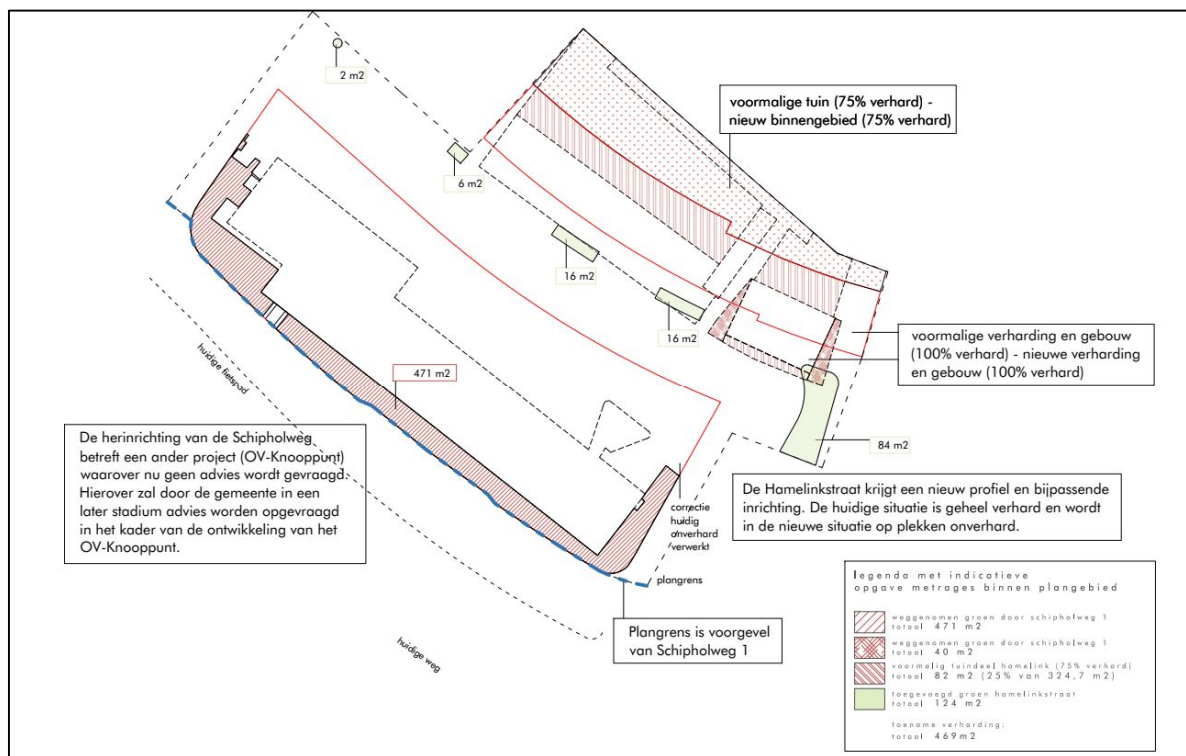 2 m2
voormalige tuin (75% verhard) -
nieuw binnengebied (75% verhard)
6 m2
16 m2
16 m2
voormalige verharding en gebouw
(100% verhard) - nieuwe verharding
en gebouw (100% verhard)
huidige fietspad
471 m2
84 m2
De herinrichting van de Schipholweg
betreft een ander project (OV-Knooppunt)
waarover nu geen advies wordt gevraagd.
Hierover zal door de gemeente in een
later stadium advies worden opgevraagd
in het kader van de ontwikkeling van het
OV-Knooppunt.
De Hamelinkstraat krijgt een nieuw profiel en bijpassende
inrichting. De huidige situatie is geheel verhard en wordt
in de nieuwe situatie op plekken onverhard.
correctie
huidig
onverhard
verwerkt
plangrens
Plangrens is voorgevel
van Schipholweg 1
huidige weg
legenda met indicatieve
opgave metrages binnen plangebied
weggenomen groen door schipholweg 1
totaal 471 m2
weggenomen groen door schipholweg 1
totaal 40 m2
voormalig tuindeel hamelink (75% verhard)
totaal 82 m2 (25% van 324,7 m2)
toegevoegd groen hamelinkstraat
totaal 124 m2
toename verharding:
totaal 469m2